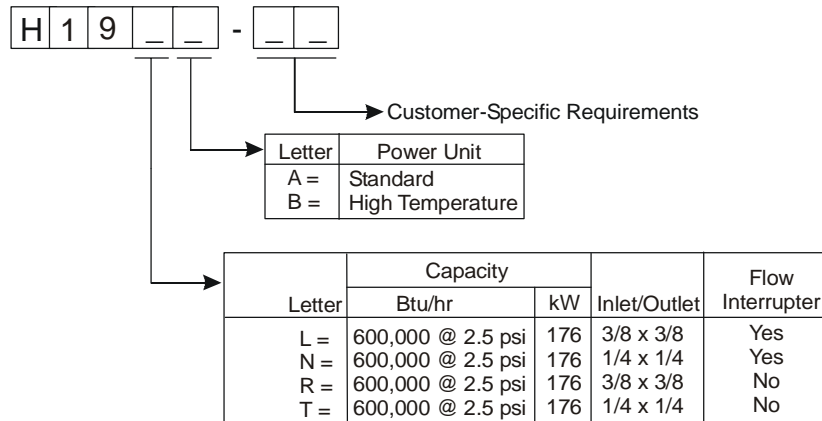 H 1 9 _ _ - _ _
Customer-Specific Requirements
Letter Power Unit
A = Standard
B = High Temperature
Capacity
Flow
Letter Btu/hr kW Inlet/Outlet Interrupter
L = 600,000 @ 2.5 psi 176 3/8 x 3/8 Yes
N = 600,000 @ 2.5 psi 176 1/4 x 1/4 Yes
R = 600,000 @ 2.5 psi 176 3/8 x 3/8 No
T = 600,000 @ 2.5 psi 176 1/4 x 1/4 No